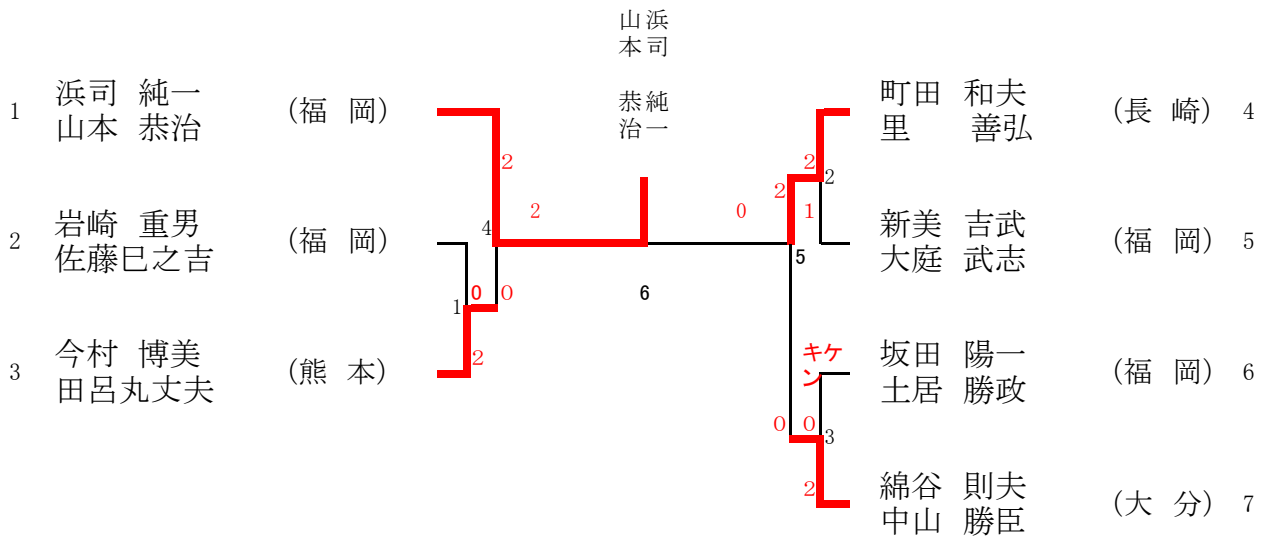 浜司 純一
山本 恭治
1 浜司 純一 (福 岡)
山本 恭治
2 岩崎 重男 (福 岡)
佐藤巳之吉
3 今村 博美 (熊 本)
田呂丸丈夫
町田 和夫 (長 崎) 4
里 善弘
新美 吉武 (福 岡) 5
大庭 武志
坂田 陽一 (福 岡) 6
土居 勝政
綿谷 則夫 (大 分) 7
中山 勝臣
2
4
2
0
6
1
0
0
2
2
2
2
1
5
キケン
0
0
3
2